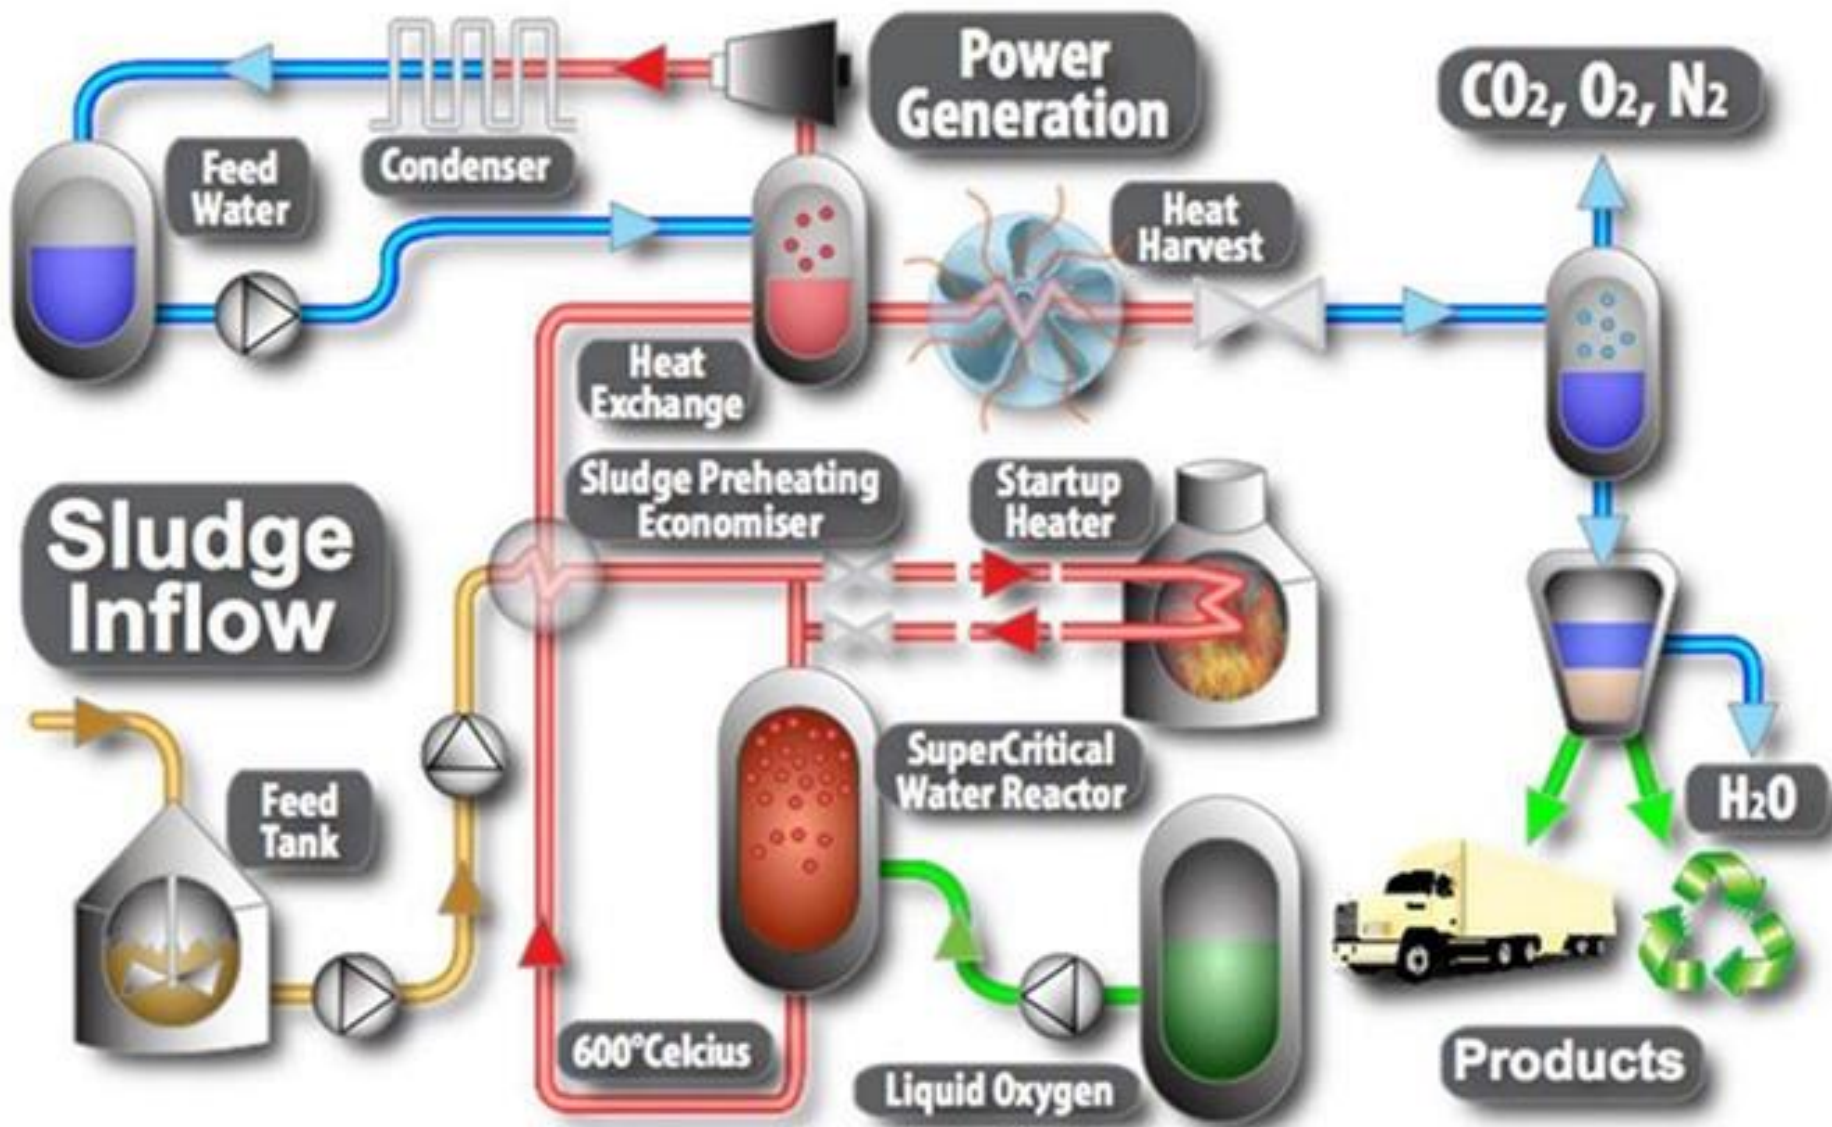 Power
Generation
CO₂, O₂, N₂
Feed
Water
Condenser
Heat
Harvest
Heat
Exchange
Sludge Preheating
Economiser
Startup
Heater
Sludge
Inflow
SuperCritical
Water Reactor
Feed
Tank
H₂O
600°Celcius
Liquid Oxygen
Products